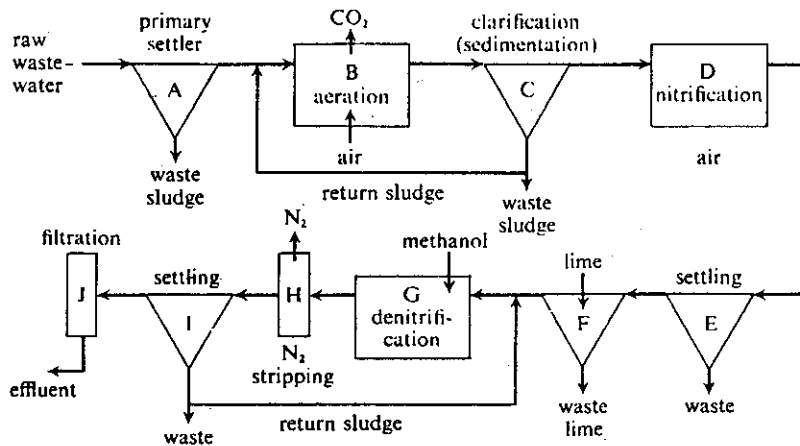 raw
waste-
water
primary
settler
A
waste
sludge
CO₂
B
aeration
air
return sludge
clarification
(sedimentation)
C
waste
sludge
D
nitrification
air
filtration
J
effluent
settling
I
waste
return sludge
N₂
H
N₂
stripping
methanol
G
denitrifi-
cation
lime
F
waste
lime
settling
E
waste